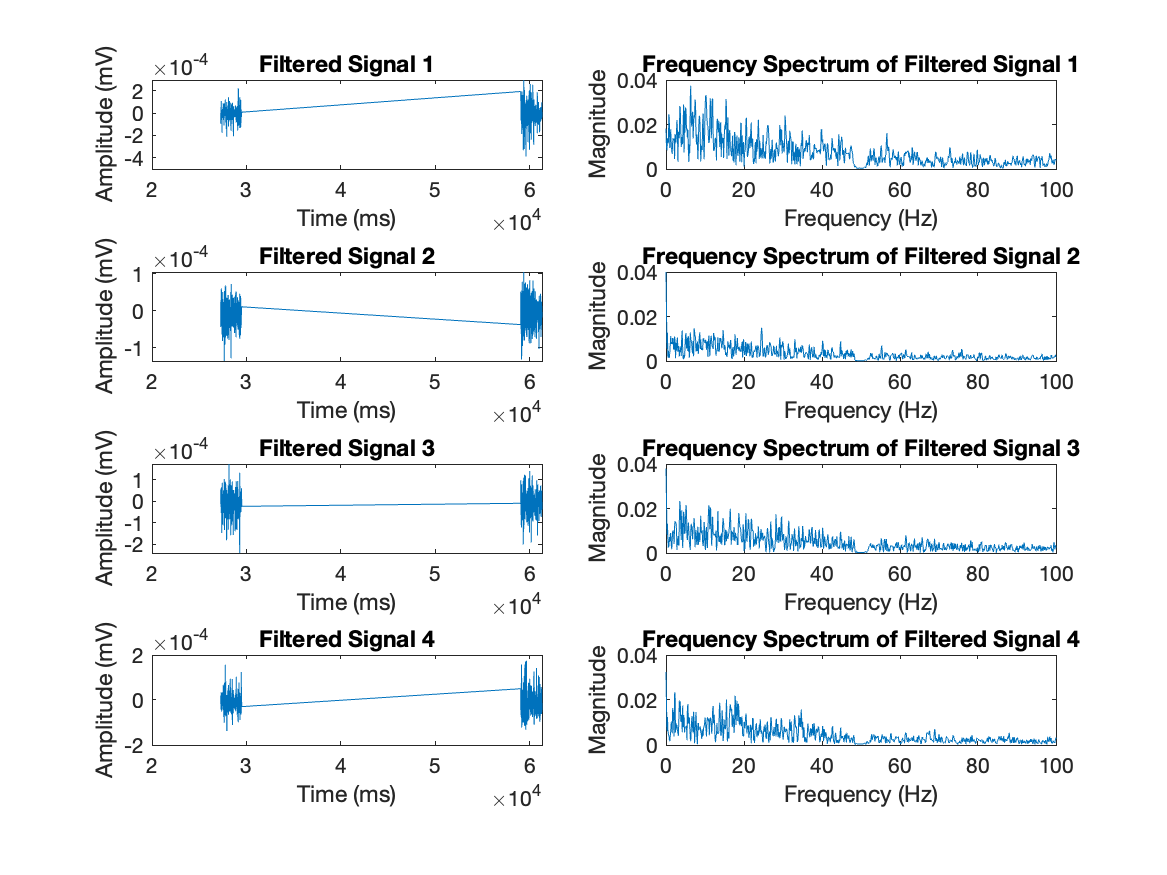 Filtered Signal 1
×10-4
Amplitude (mV)
2
0
-2
-4
2 3 4 5 6
Time (ms)
×104
Frequency Spectrum of Filtered Signal 1
Magnitude
0.04
0.02
0
0 20 40 60 80 100
Frequency (Hz)
Filtered Signal 2
×10-4
Amplitude (mV)
1
0
-1
2 3 4 5 6
Time (ms)
×104
Frequency Spectrum of Filtered Signal 2
Magnitude
0.04
0.02
0
0 20 40 60 80 100
Frequency (Hz)
Filtered Signal 3
×10-4
Amplitude (mV)
1
0
-1
-2
2 3 4 5 6
Time (ms)
×104
Frequency Spectrum of Filtered Signal 3
Magnitude
0.04
0.02
0
0 20 40 60 80 100
Frequency (Hz)
Filtered Signal 4
×10-4
Amplitude (mV)
2
0
-2
2 3 4 5 6
Time (ms)
×104
Frequency Spectrum of Filtered Signal 4
Magnitude
0.04
0.02
0
0 20 40 60 80 100
Frequency (Hz)